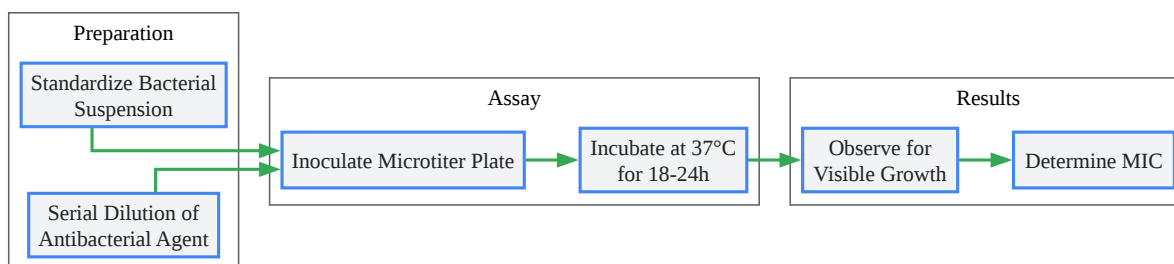 Preparation
Standardize Bacterial
Suspension
Serial Dilution of
Antibacterial Agent
Assay
Inoculate Microtiter Plate
Incubate at 37°C
for 18-24h
Results
Observe for
Visible Growth
Determine MIC